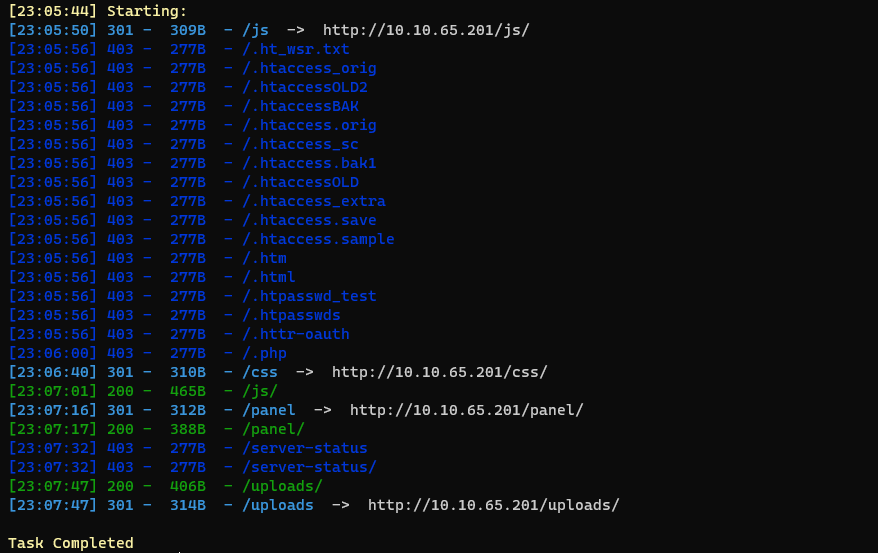 [23:05:44] Starting:
[23:05:50] 301 -  309B  - /js  ->  http://10.10.65.201/js/
[23:05:56] 403 -  277B  - /.ht_wsr.txt
[23:05:56] 403 -  277B  - /.htaccess_orig
[23:05:56] 403 -  277B  - /.htaccessOLD2
[23:05:56] 403 -  277B  - /.htaccessBAK
[23:05:56] 403 -  277B  - /.htaccess.orig
[23:05:56] 403 -  277B  - /.htaccess_sc
[23:05:56] 403 -  277B  - /.htaccess.bak1
[23:05:56] 403 -  277B  - /.htaccessOLD
[23:05:56] 403 -  277B  - /.htaccess_extra
[23:05:56] 403 -  277B  - /.htaccess.save
[23:05:56] 403 -  277B  - /.htaccess.sample
[23:05:56] 403 -  277B  - /.htm
[23:05:56] 403 -  277B  - /.html
[23:05:56] 403 -  277B  - /.htpasswd_test
[23:05:56] 403 -  277B  - /.htpasswds
[23:05:56] 403 -  277B  - /.httr-oauth
[23:06:00] 403 -  277B  - /.php
[23:06:40] 301 -  310B  - /css  ->  http://10.10.65.201/css/
[23:07:01] 200 -  465B  - /js/
[23:07:16] 301 -  312B  - /panel  ->  http://10.10.65.201/panel/
[23:07:17] 200 -  388B  - /panel/
[23:07:32] 403 -  277B  - /server-status
[23:07:32] 403 -  277B  - /server-status/
[23:07:47] 200 -  406B  - /uploads/
[23:07:47] 301 -  314B  - /uploads  ->  http://10.10.65.201/uploads/
Task Completed